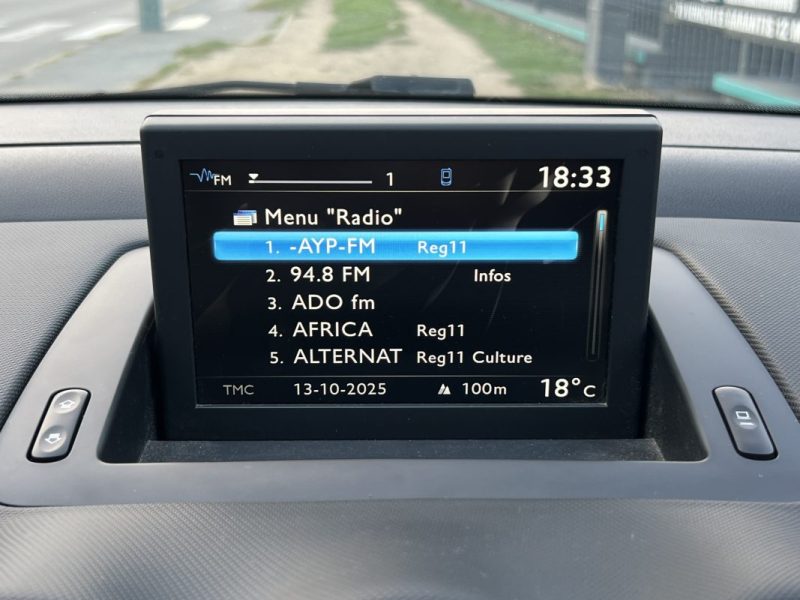 FM 1 18:33
Menu "Radio"
1. -AYP-FM Reg11
2. 94.8 FM Infos
3. ADO fm
4. AFRICA Reg11
5. ALTERNAT Reg11 Culture
TMC 13-10-2025 100m 18°C